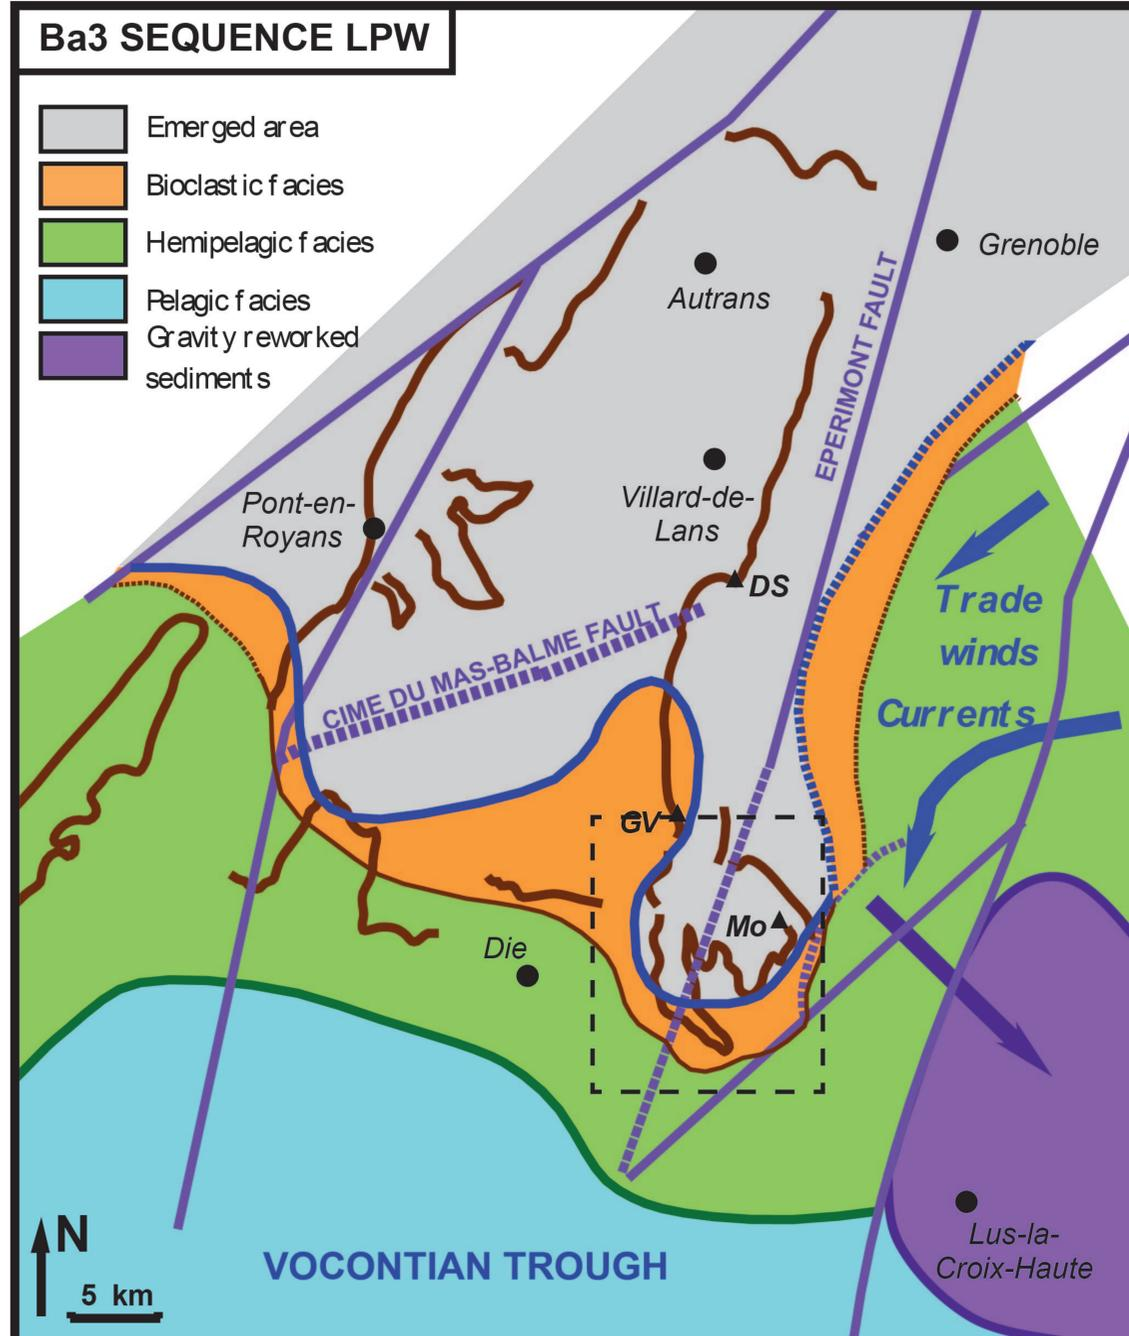 Ba3 SEQUENCE LPW
Emerged area
Bioclastic facies
Hemipelagic facies
Pelagic facies
Gravity reworked
sediments
Grenoble
Autrans
EPERIMONT FAULT
Pont-en-
Royans
Villard-de-
Lans
DS
Trade
winds
CIME DU MAS-BALME FAULT
Currents
GV
Mo
Die
Lus-la-
Croix-Haute
N
VOCONTIAN TROUGH
5 km